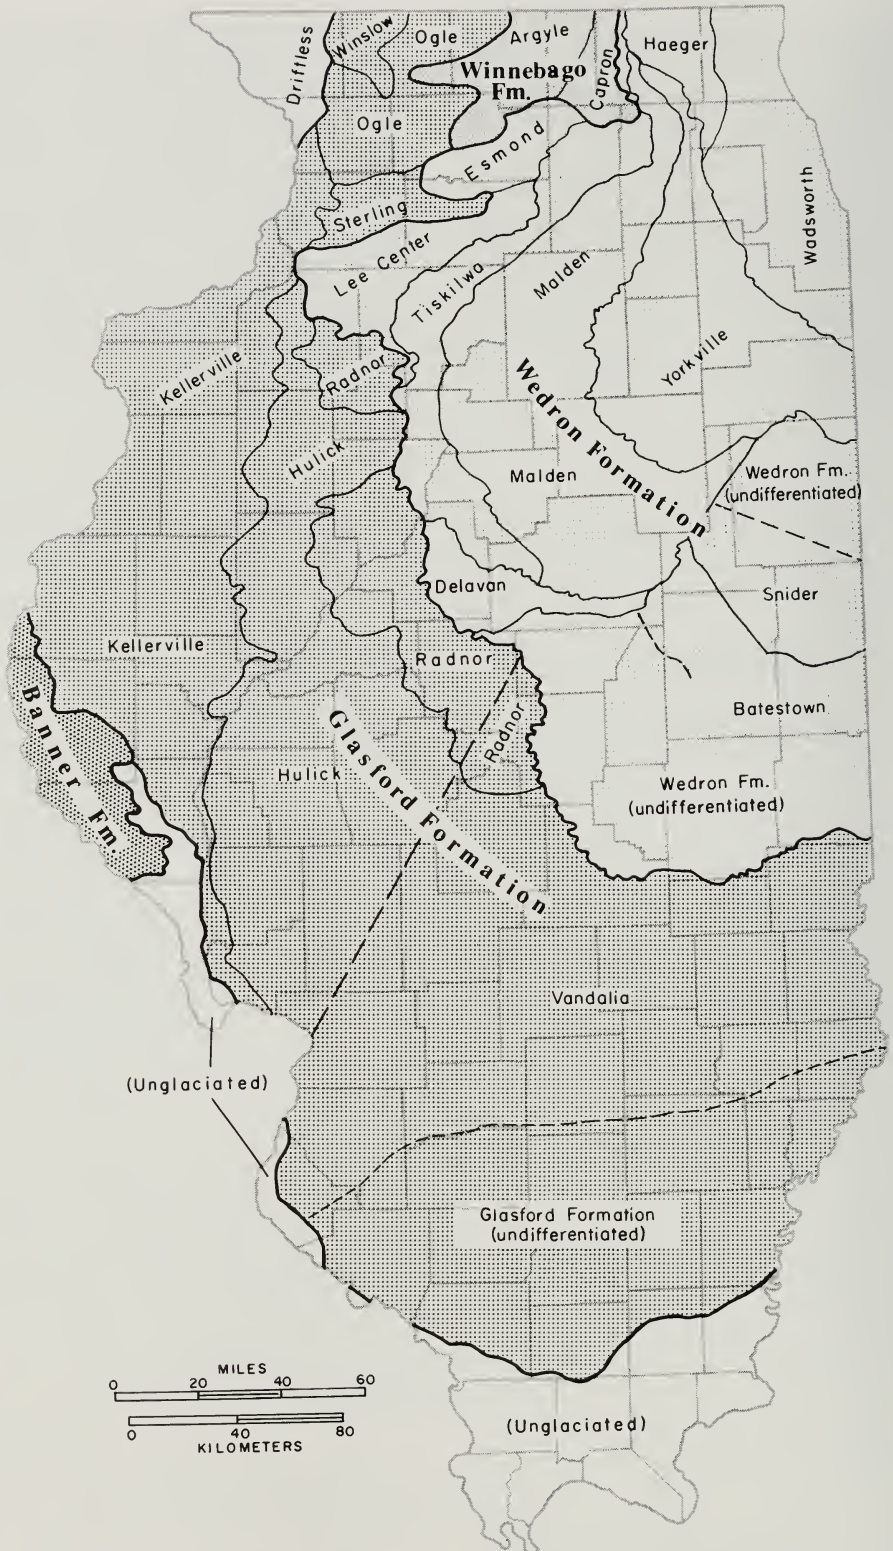 Driftless
Winslow
Ogle
Argyle
Haeger
Winnebago
Fm.
Capron
Ogle
Esmond
Wadsworth
Sterling
Lee Center
Tiskilwa
Malden
Yorkville
Kellerville
Radnor
Hulick
Wedron Formation
Malden
Wedron Fm.
(undifferentiated)
Delavan
Snider
Kellerville
Radnor
Banner Fm.
Radnor
Batestown
Hulick
Glasford Formation
Wedron Fm.
(undifferentiated)
Vandalia
(Unglaciated)
Glasford Formation
(undifferentiated)
MILES
0 20 40 60
0 40 80
KILOMETERS
(Unglaciated)